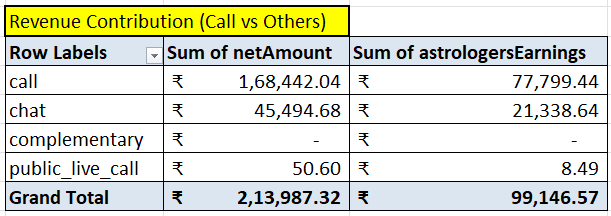 Revenue Contribution (Call vs Others)
Row Labels Sum of netAmount Sum of astrologersEarnings
call ₹ 1,68,442.04 ₹ 77,799.44
chat ₹ 45,494.68 ₹ 21,338.64
complementary ₹ - ₹ -
public_live_call ₹ 50.60 ₹ 8.49
Grand Total ₹ 2,13,987.32 ₹ 99,146.57